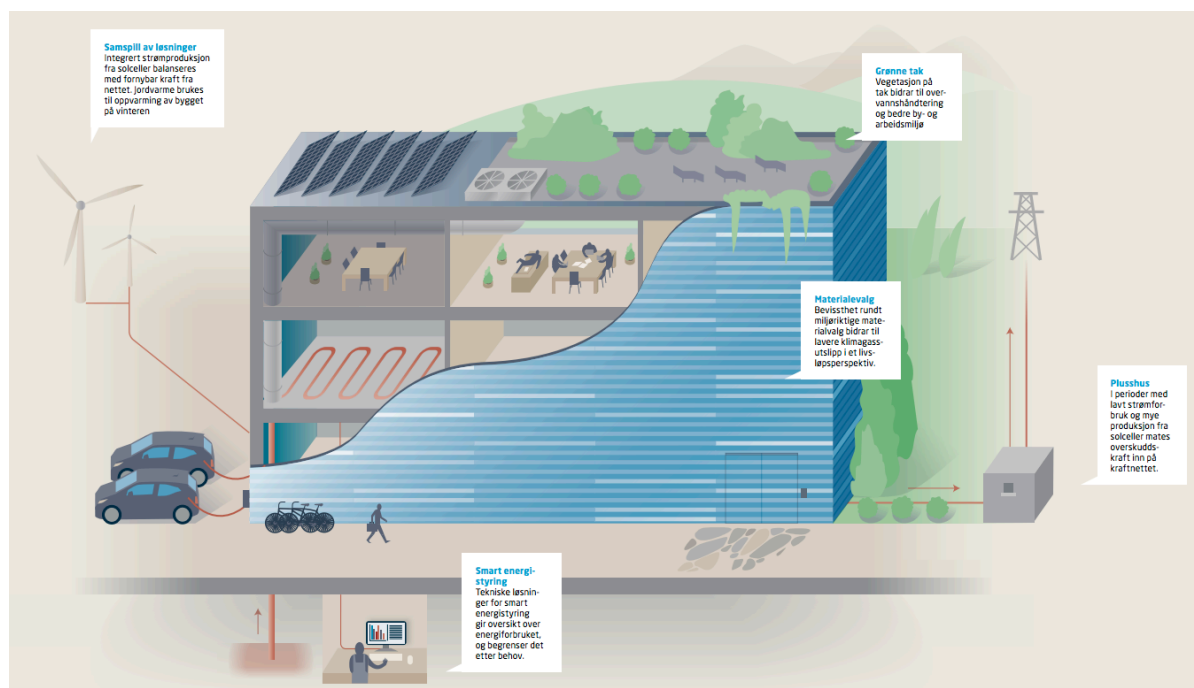 Samspill av løsninger
Integrert strømproduksjon
fra solceller balanseres
med fornybar kraft fra
nettet. Jordvarme brukes
til oppvarming av bygget
på vinteren
Grønne tak
Vegetasjon på
tak bidrar til over-
vannshåndtering
og bedre by- og
arbeidsmiljø
Materialevalg
Bevissthet rundt
miljøriktige mate-
rialvalg bidrar til
lavere klimagass-
utslipp i et livs-
løpsperspektiv.
Plusshus
I perioder med
lavt strømfor-
bruk og mye
produksjon fra
solceller mates
overskudds-
kraft inn på
kraftnettet.
Smart energi-
styring
Tekniske løsnin-
ger for smart
energistyring
gir oversikt over
energiforbruket,
og begrenser det
etter behov.